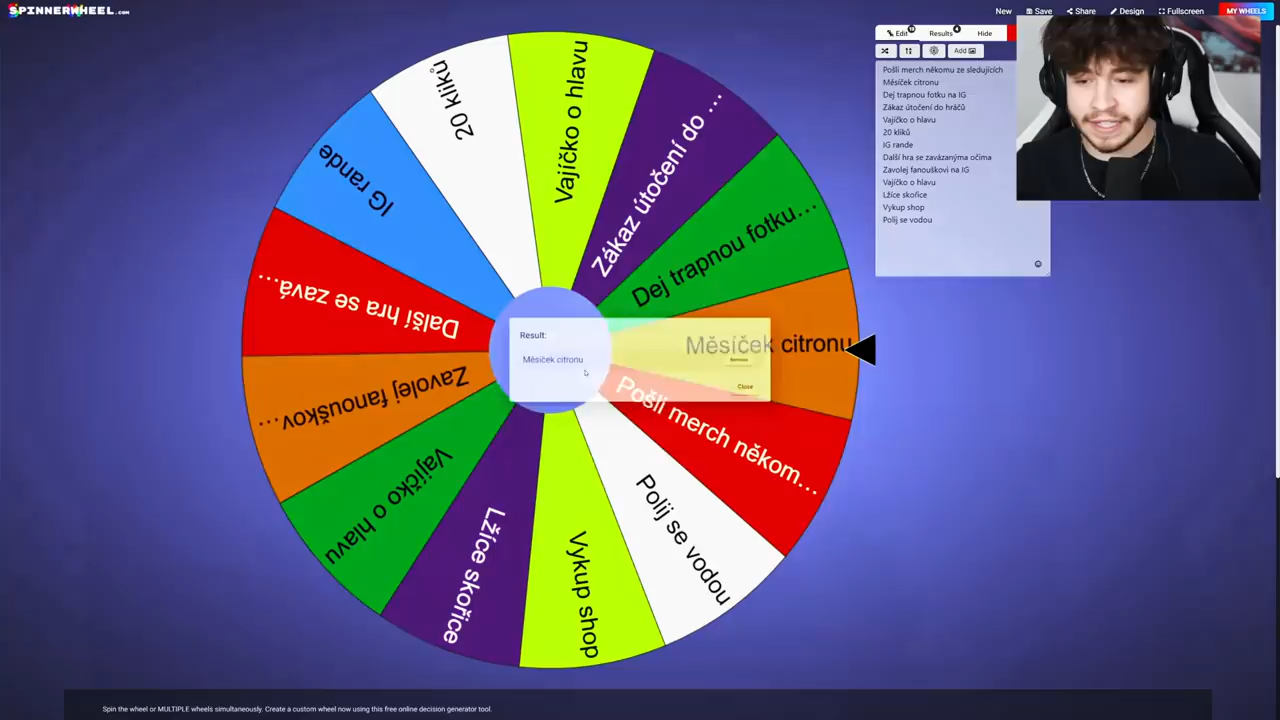 SPINNERWHEEL.COM
New
Save
Share
Design
Fullscreen
MY WHEELS
Edit
Results
Hide
Add
Pošli merch někomu ze sledujících
Měsíček citronu
Dej trapnou fotku na IG
Zákaz útočení do hráčů
Vajíčko o hlavu
20 kliků
IG rande
Další hra se zavázanýma očima
Zavolej fanouškovi na IG
Vajíčko o hlavu
Lžíce skořice
Vykup shop
Polij se vodou
20 kliků
Vajíčko o hlavu
Zákaz útočení do ...
Dej trapnou fotku...
Měsíček citronu
Pošli merch někom...
Polij se vodou
Vykup shop
Lžíce skořice
Vajíčko o hlavu
Zavolej fanouškov...
Další hra se zavá...
IG rande
Result:
Měsíček citronu
Remove
Close
Spin the wheel or MULTIPLE wheels simultaneously. Create a custom wheel now using this free online decision generator tool.